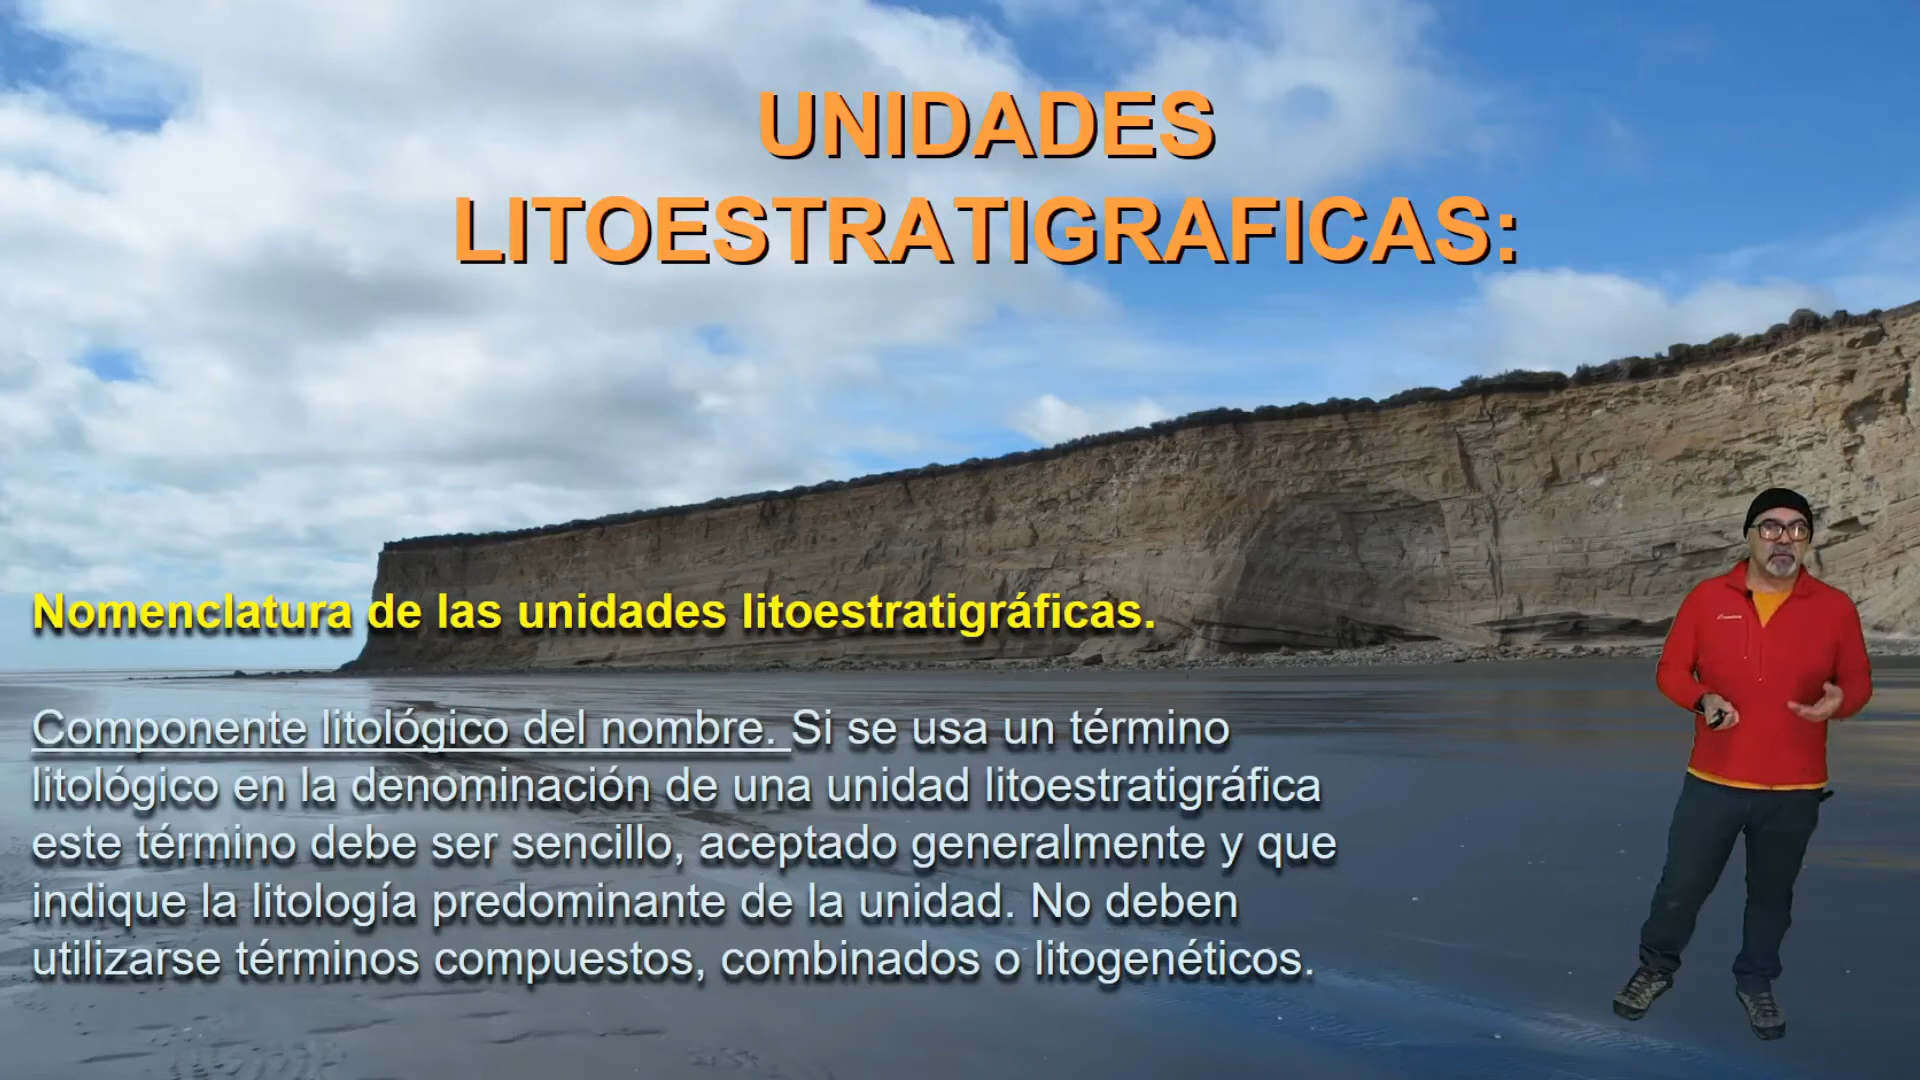 UNIDADES
LITOESTRATIGRAFICAS:
Nomenclatura de las unidades litoestratigráficas.
Componente litológico del nombre. Si se usa un término
litológico en la denominación de una unidad litoestratigráfica
este término debe ser sencillo, aceptado generalmente y que
indique la litología predominante de la unidad. No deben
utilizarse términos compuestos, combinados o litogenéticos.